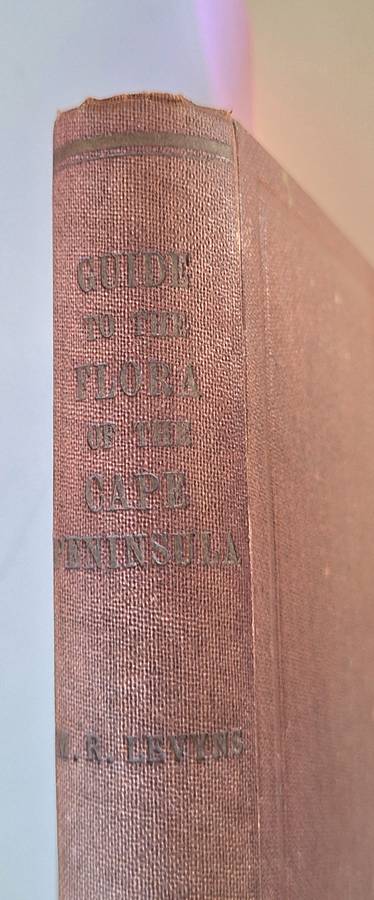 GUIDE
TO THE
FLORA
OF THE
CAPE
PENINSULA
M. R. LEVYNS